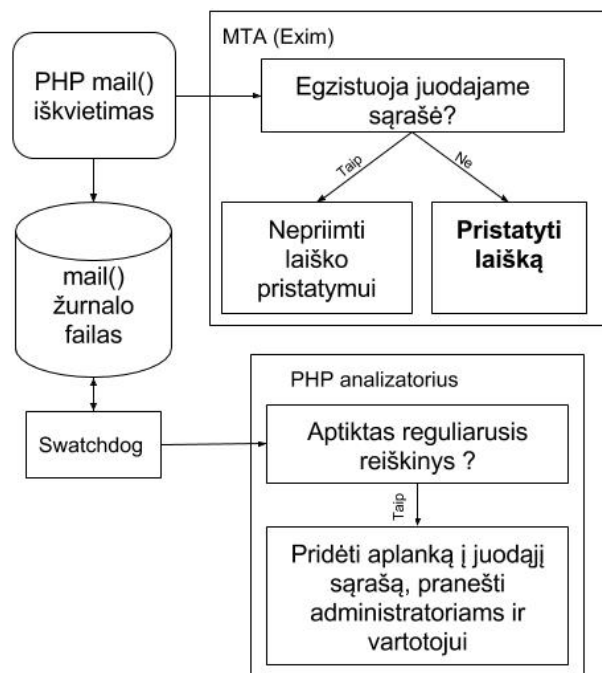 MTA (Exim)
PHP mail()
iškvietimas
Egzistuoja juodajame
sąrašė?
Taip
Ne
Nepriimti
laiško
pristatymui
Pristatyti
laišką
mail()
žurnalo
failas
Swatchdog
PHP analizatorius
Aptiktas reguliarusis
reiškinys ?
Taip
Pridėti aplanką į juodąjį
sąrašą, pranešti
administratoriams ir
vartotojui